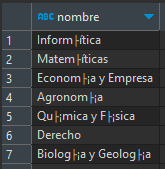 ABC nombre
1 Inform├ítica
2 Matem├íticas
3 Econom├¡a y Empresa
4 Agronom├¡a
5 Qu├¡mica y F├¡sica
6 Derecho
7 Biolog├¡a y Geolog├¡a